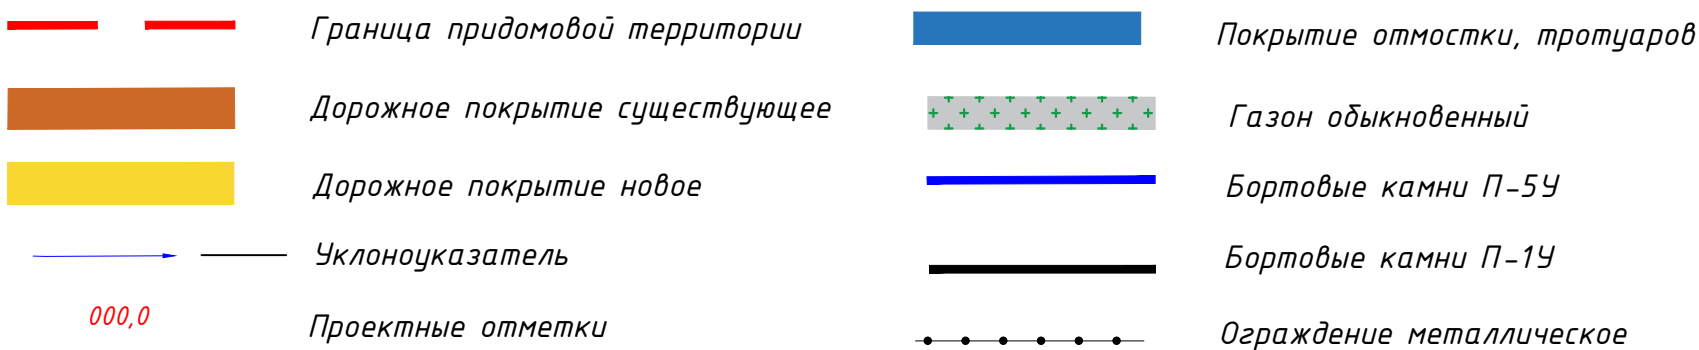 Граница придомовой территории
Дорожное покрытие существующее
Дорожное покрытие новое
Уклоноуказатель
000,0
Проектные отметки
Покрытие отмостки, тротуаров
Газон обыкновенный
Бортовые камни П-5У
Бортовые камни П-1У
Ограждение металлическое